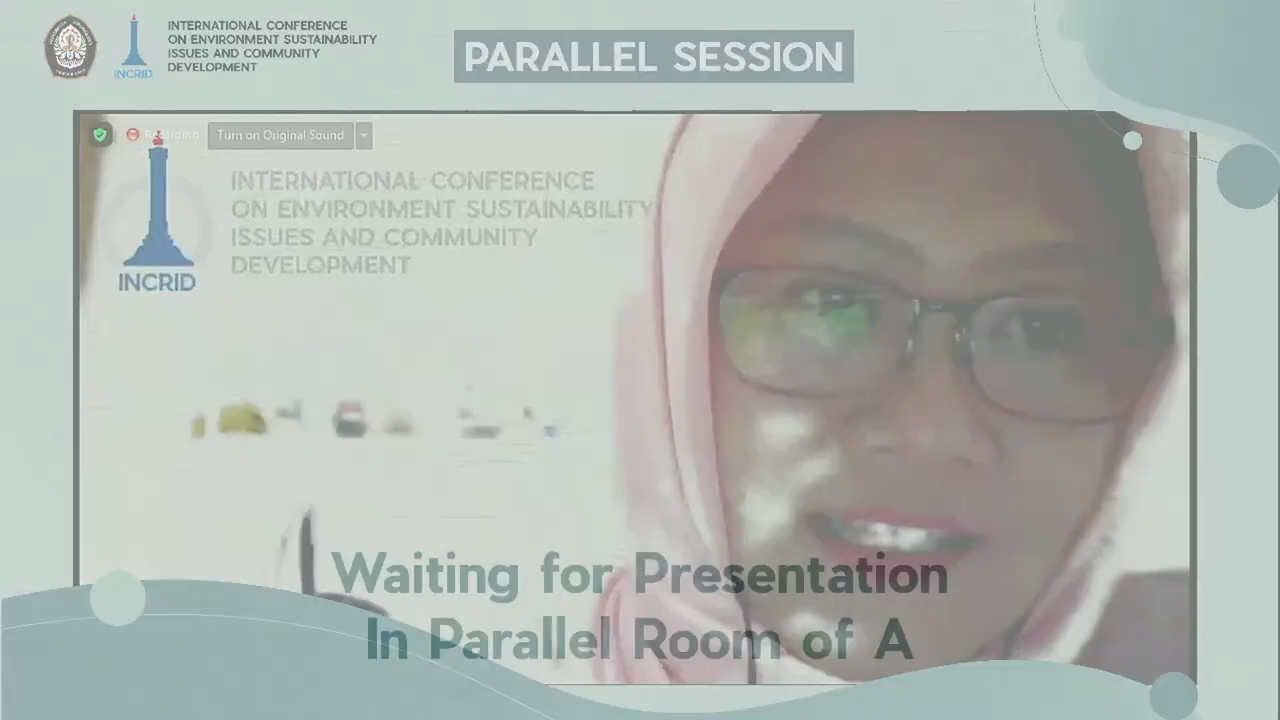 INTERNATIONAL CONFERENCE
ON ENVIRONMENT SUSTAINABILITY
ISSUES AND COMMUNITY
DEVELOPMENT
INCRID
PARALLEL SESSION
Recording
Turn on Original Sound
INTERNATIONAL CONFERENCE
ON ENVIRONMENT SUSTAINABILITY
ISSUES AND COMMUNITY
DEVELOPMENT
INCRID
Waiting for Presentation
In Parallel Room of A